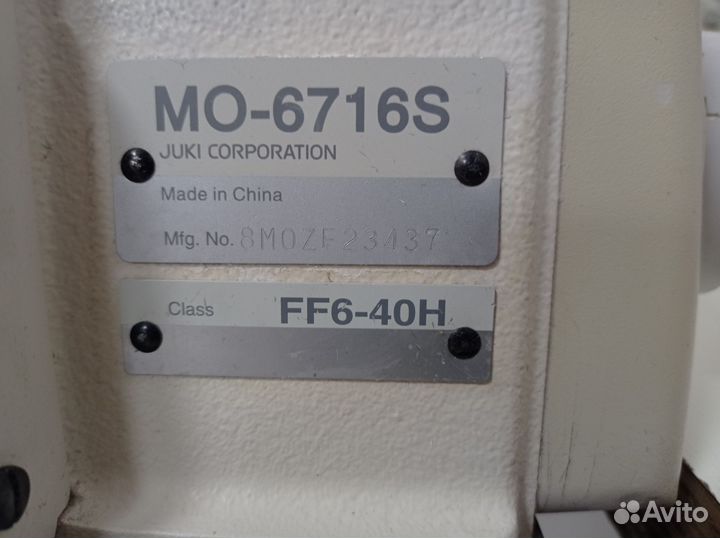 MO-6716S
JUKI CORPORATION
Made in China
Mfg. No. 8M0ZF23437
Class FF6-40H
Avito